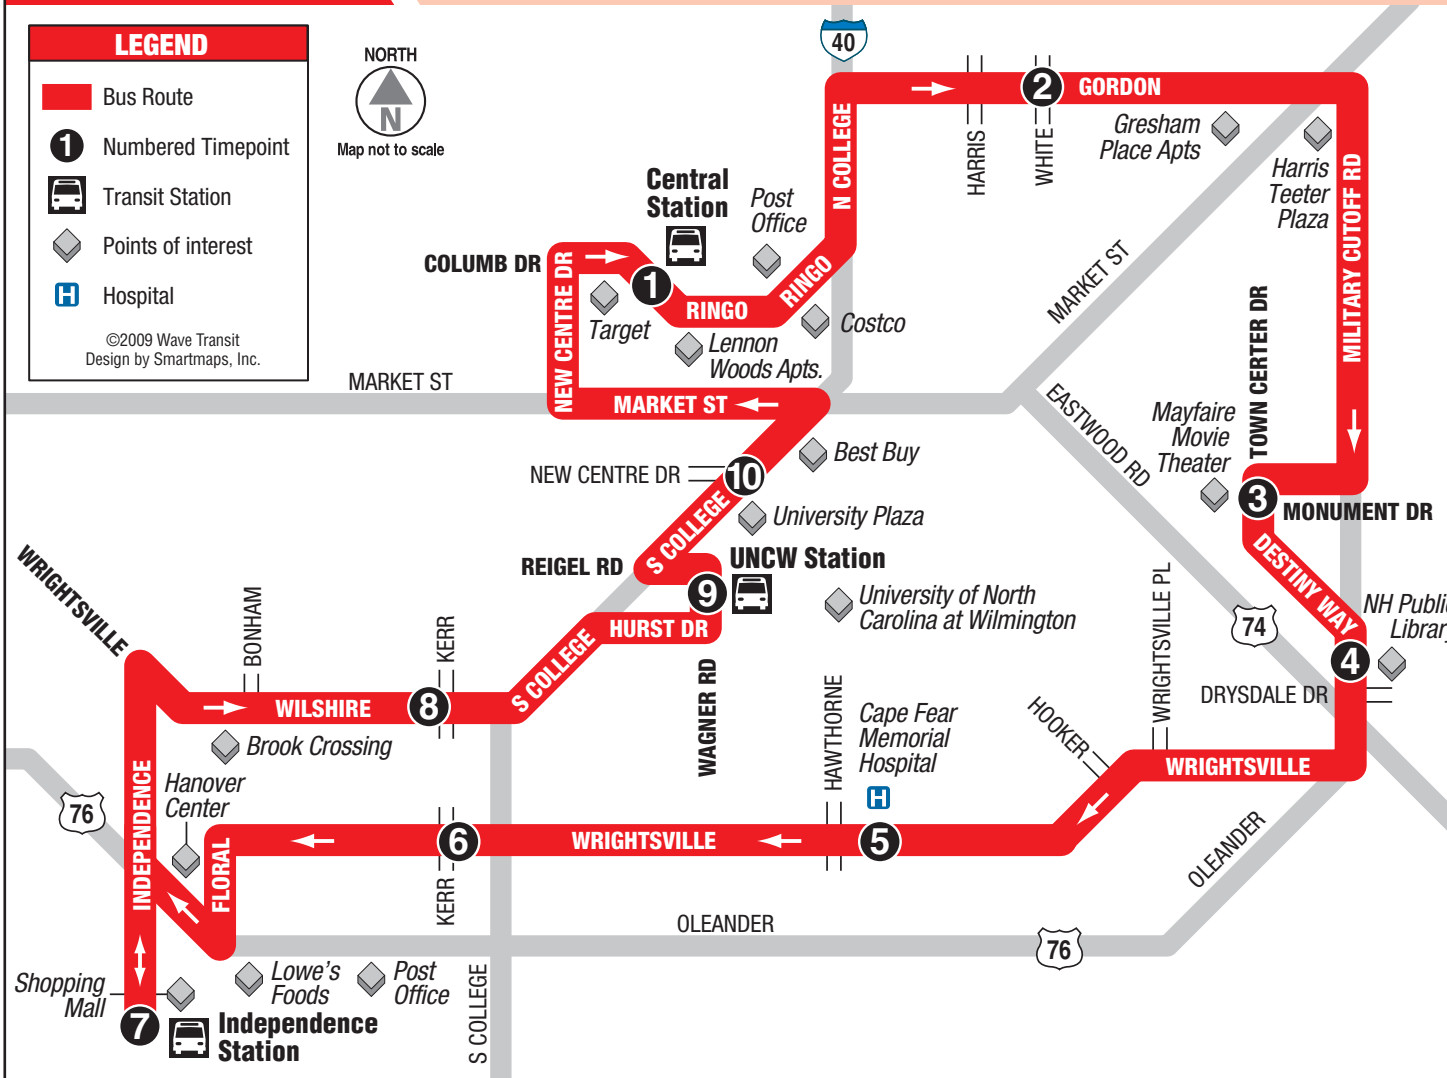 LEGEND
Bus Route
1 Numbered Timepoint
Transit Station
Points of interest
H Hospital
©2009 Wave Transit
Design by Smartmaps, Inc.
NORTH
N
Map not to scale
40
2
GORDON
HARRIS
WHITE
N COLLEGE
Gresham
Place Apts
Harris
Teeter
Plaza
MILITARY CUTOFF RD
Central
Station
Post
Office
COLUMB DR
NEW CENTRE DR
1
RINGO
RINGO
Target
Lennon
Woods Apts.
Costco
MARKET ST
MARKET ST
MARKET ST
EASTWOOD RD
TOWN CERTER DR
Mayfaire
Movie
Theater
3
MONUMENT DR
DESTINY WAY
Best Buy
NEW CENTRE DR
10
S COLLEGE
University Plaza
REIGEL RD
UNCW Station
9
HURST DR
WAGNER RD
University of North
Carolina at Wilmington
74
NH Public
Library
4
DRYSDALE DR
WRIGHTSVILLE PL
HOOKER
WRIGHTSVILLE
WRIGHTSVILLE
BONHAM
KERR
WILSHIRE
8
S COLLEGE
Brook Crossing
HAWTHORNE
Cape Fear
Memorial
Hospital
H
76
Hanover
Center
INDEPENDENCE
FLORAL
6
KERR
WRIGHTSVILLE
5
OLEANDER
OLEANDER
76
Shopping
Mall
7
Lowe's
Foods
Post
Office
Independence
Station
S COLLEGE